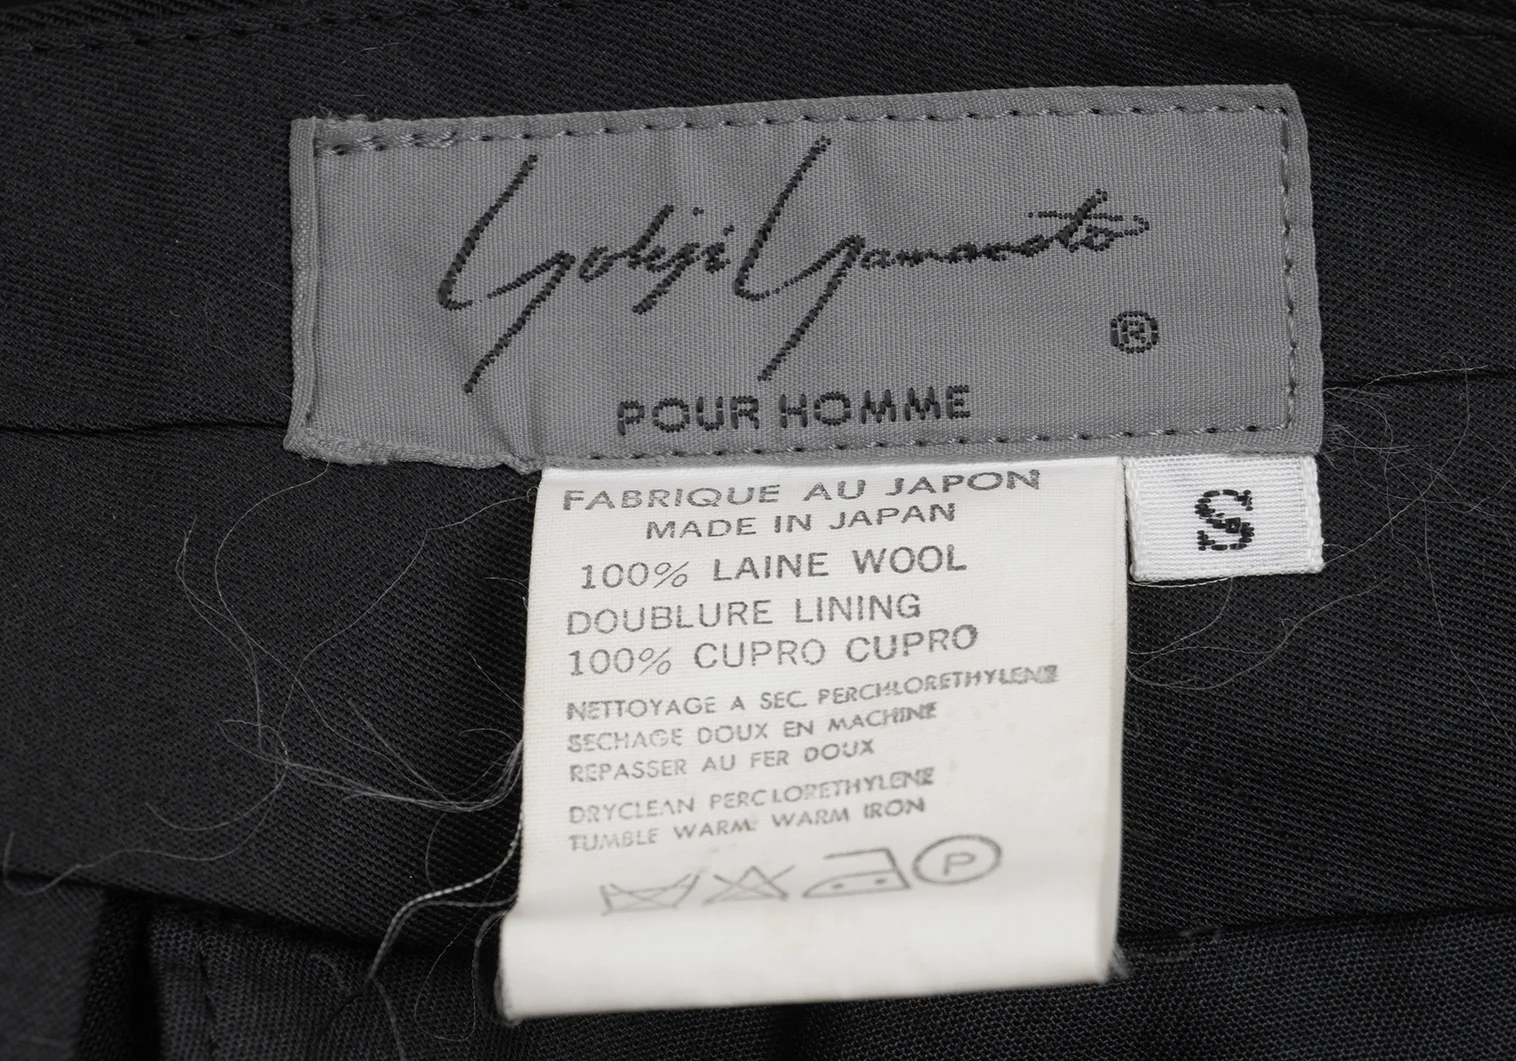 Yohji Yamamoto
®
POUR HOMME
FABRIQUE AU JAPON
MADE IN JAPAN
S
100% LAINE WOOL
DOUBLURE LINING
100% CUPRO CUPRO
NETTOYAGE A SEC. PERCHLORETHYLENE
SECHAGE DOUX EN MACHINE
REPASSER AU FER DOUX
DRYCLEAN PERCLORETHYLENE
TUMBLE WARM. WARM IRON
P